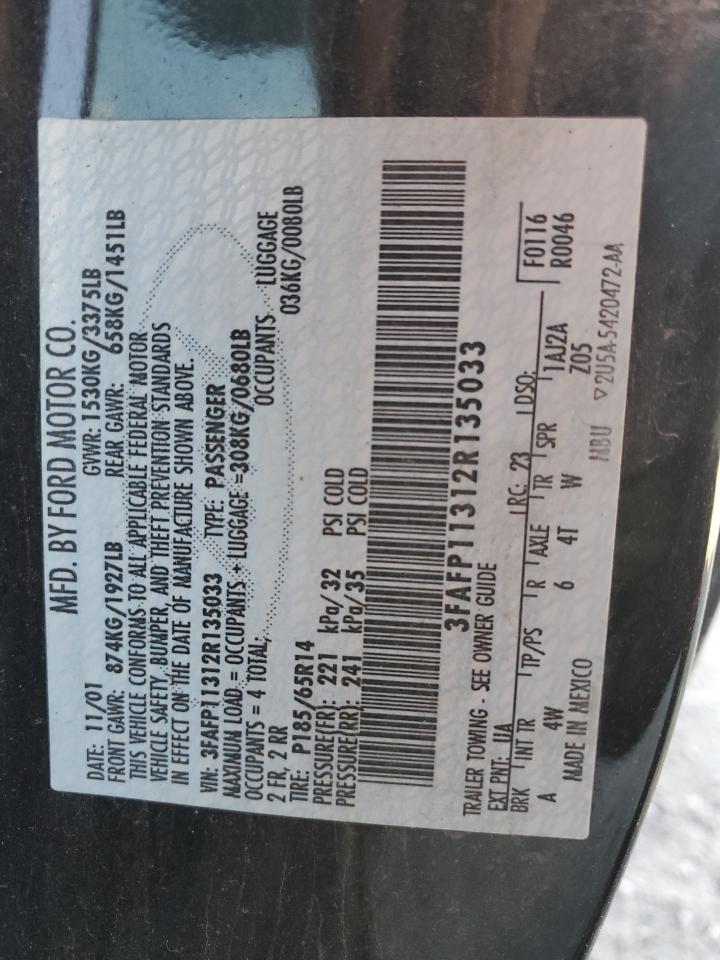 MFD. BY FORD MOTOR CO.
DATE: 11/01 GVWR: 1530KG/3375LB
FRONT GAWR: 874KG/1927LB REAR GAWR: 658KG/1451LB
THIS VEHICLE CONFORMS TO ALL APPLICABLE FEDERAL MOTOR
VEHICLE SAFETY, BUMPER, AND THEFT PREVENTION STANDARDS
IN EFFECT ON THE DATE OF MANUFACTURE SHOWN ABOVE.
VIN: 3FAFP11312R135033 TYPE: PASSENGER
MAXIMUM LOAD = OCCUPANTS + LUGGAGE =308KG/0680LB
OCCUPANTS = 4 TOTAL, OCCUPANTS LUGGAGE
2 FR, 2 RR 036KG/0080LB
TIRE: P185/65R14
PRESSURE(FR): 221 kPa/32 PSI COLD
PRESSURE(RR): 241 kPa/35 PSI COLD
3FAFP11312R135033
TRAILER TOWING - SEE OWNER GUIDE
EXT PNT: UA RC: 23 DSO: F0116
BRK INT TR TP/PS R AXLE TR SPR 1AJ2A R0046
A 4W 6 4T W Z05
MADE IN MEXICO MBU ▽2U5A-5420472-AA